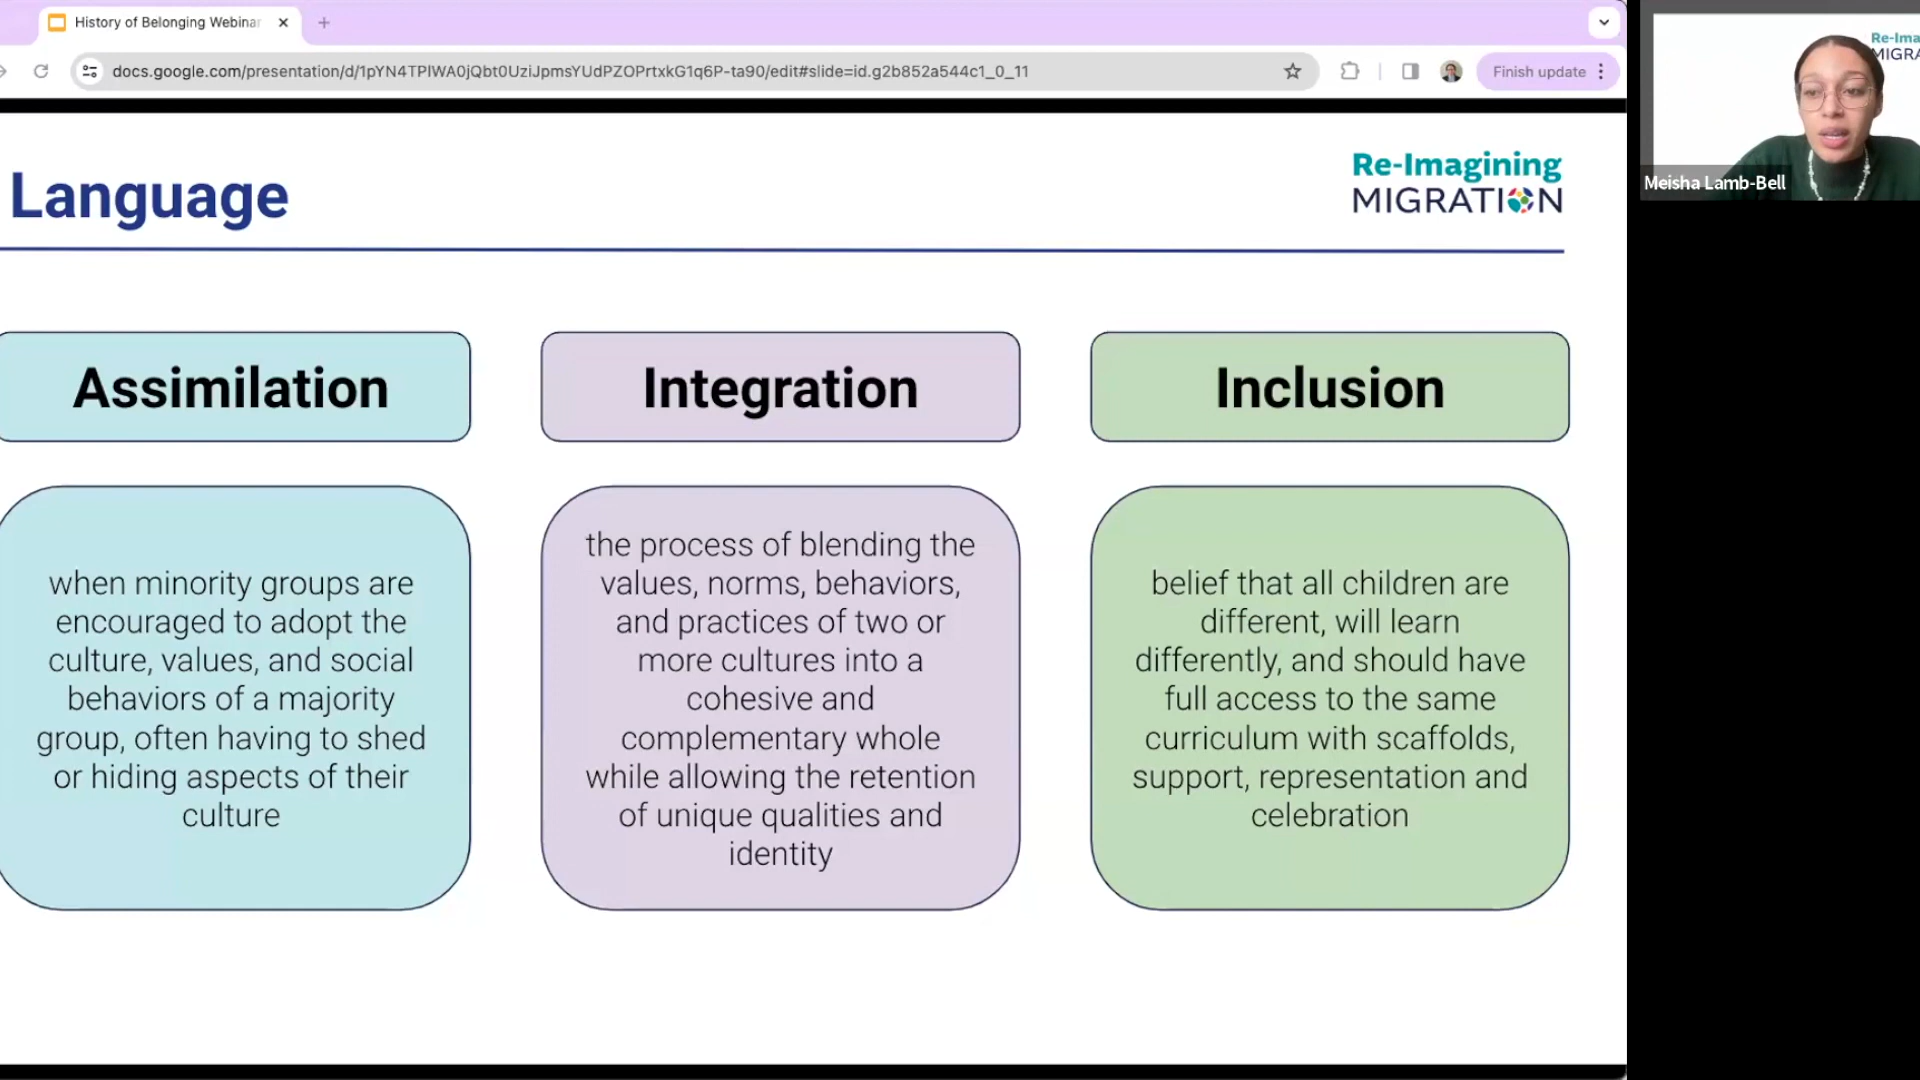 History of Belonging Webinar
docs.google.com/presentation/d/1pYN4TPlWA0jQbt0UziJpmsYUdPZOPrtxkG1q6P-ta90/edit#slide=id.g2b852a544c1_0_11
Finish update
Re-Ima
MIGRA
Meisha Lamb-Bell
Language
Re-Imagining
MIGRATION
Assimilation
when minority groups are
encouraged to adopt the
culture, values, and social
behaviors of a majority
group, often having to shed
or hiding aspects of their
culture
Integration
the process of blending the
values, norms, behaviors,
and practices of two or
more cultures into a
cohesive and
complementary whole
while allowing the retention
of unique qualities and
identity
Inclusion
belief that all children are
different, will learn
differently, and should have
full access to the same
curriculum with scaffolds,
support, representation and
celebration